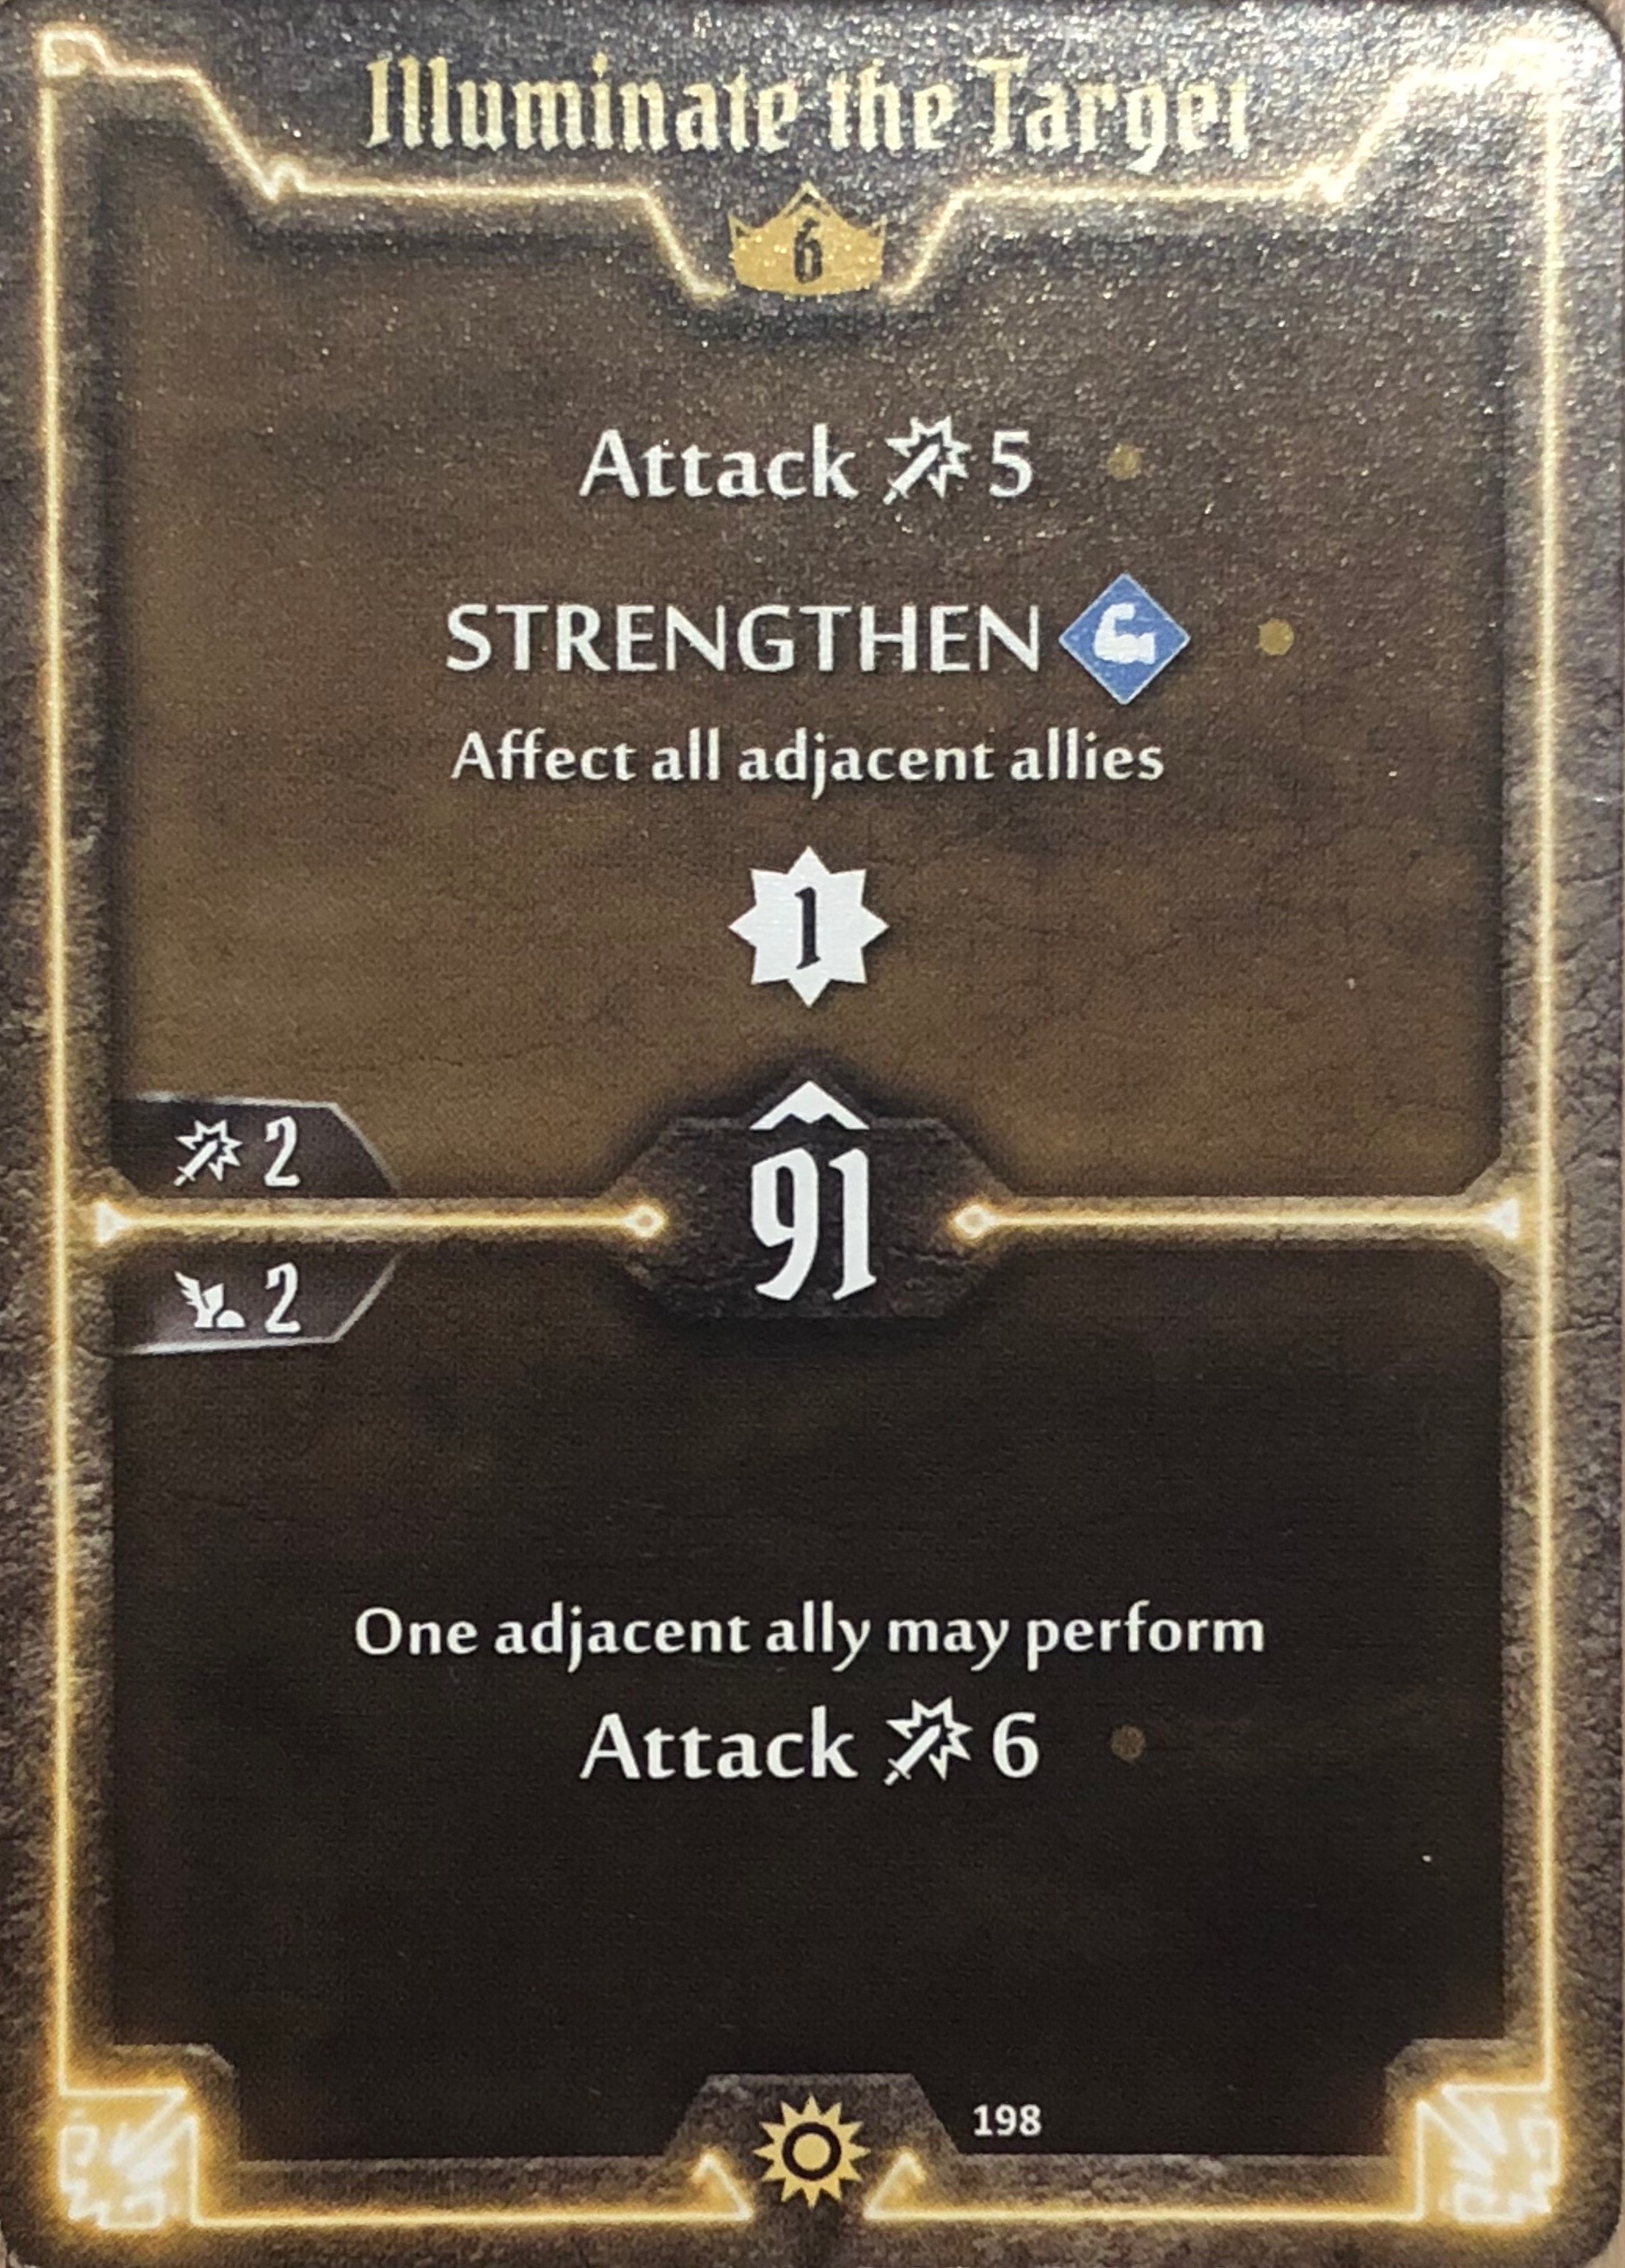 Illuminate the Target
6
Attack 5
STRENGTHEN
Affect all adjacent allies
1
2
91
2
One adjacent ally may perform
Attack 6
198